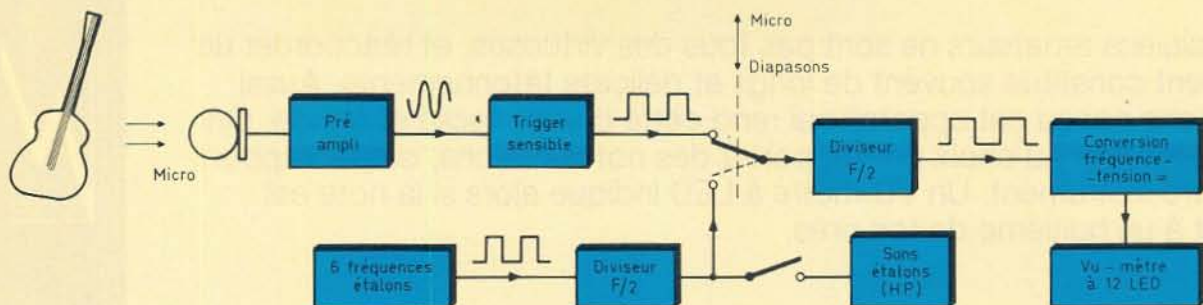 Micro
Diapasons
Micro
Pré
ampli
Trigger
sensible
Diviseur
F/2
Conversion
fréquence-
-tension =
6 fréquences
étalons
Diviseur
F/2
Sons
étalons
(H.P.)
Vu-mètre
à 12 LED